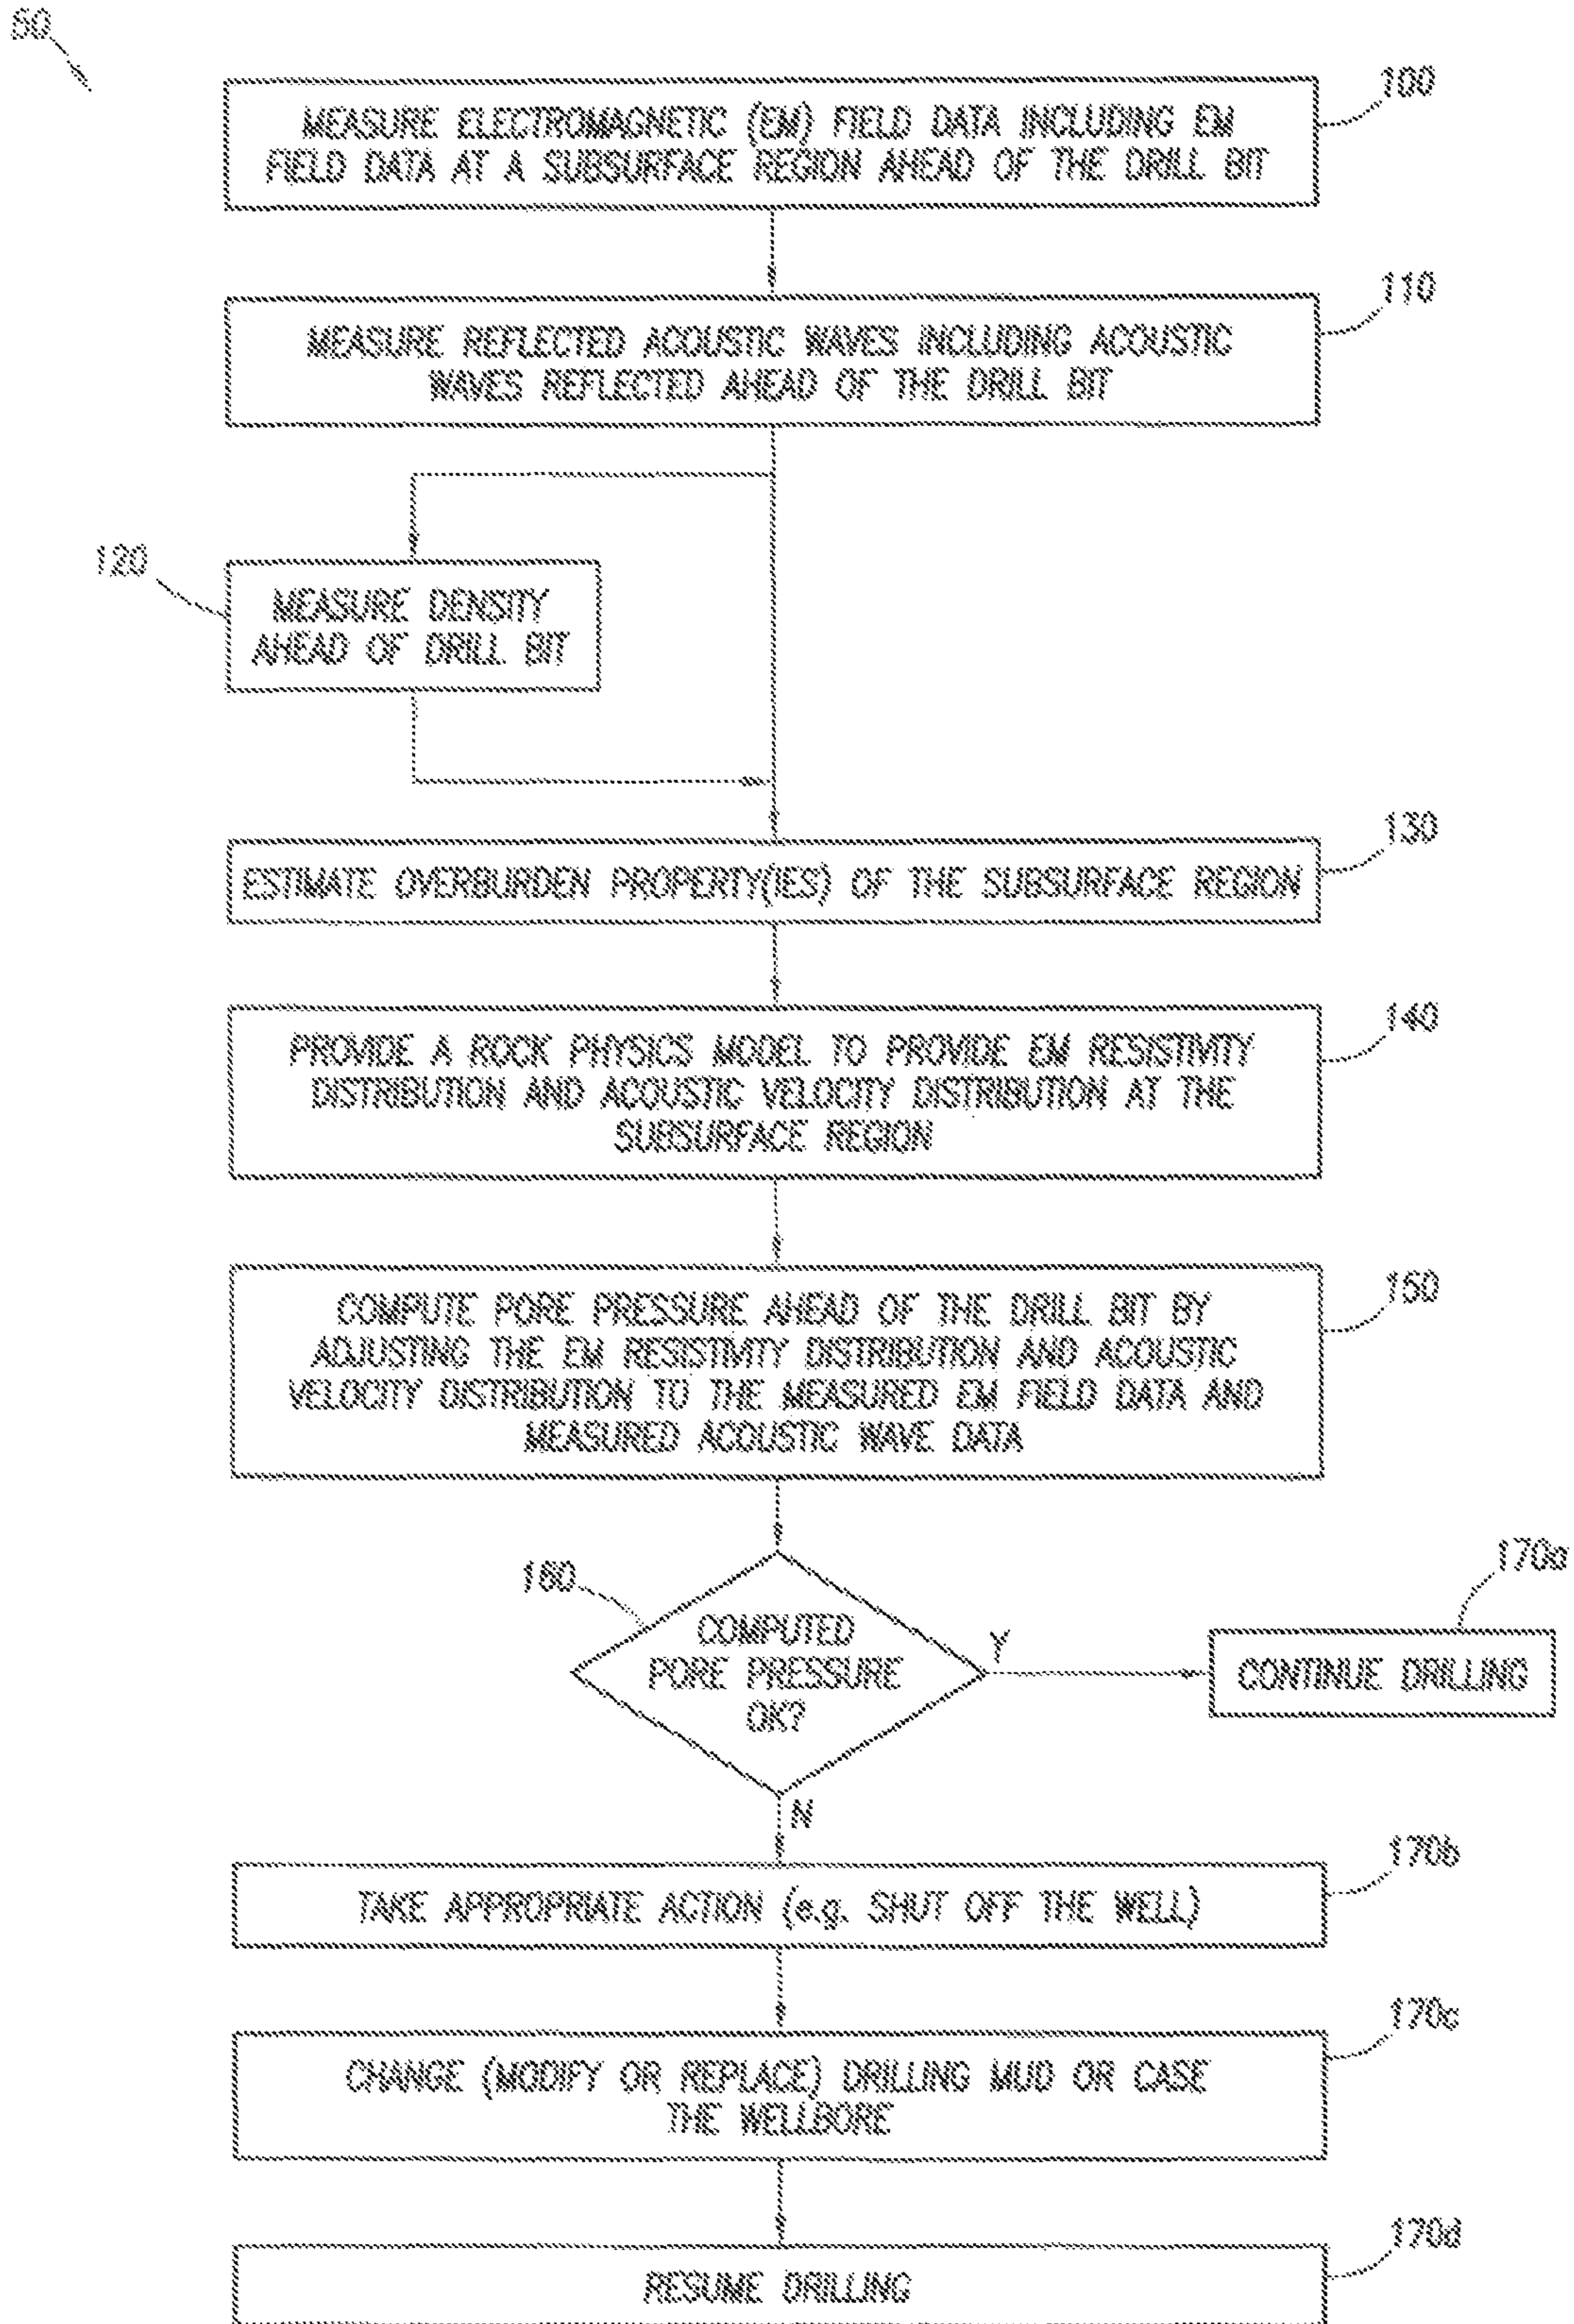 60
100
MEASURE ELECTROMAGNETIC (EM) FIELD DATA INCLUDING EM
FIELD DATA AT A SUBSURFACE REGION AHEAD OF THE DRILL BIT
110
MEASURE REFLECTED ACOUSTIC WAVES INCLUDING ACOUSTIC
WAVES REFLECTED AHEAD OF THE DRILL BIT
120
MEASURE DENSITY
AHEAD OF DRILL BIT
130
ESTIMATE OVERBURDEN PROPERTY(IES) OF THE SUBSURFACE REGION
140
PROVIDE A ROCK PHYSICS MODEL TO PROVIDE EM RESISTIVITY
DISTRIBUTION AND ACOUSTIC VELOCITY DISTRIBUTION AT THE
SUBSURFACE REGION
150
COMPUTE PORE PRESSURE AHEAD OF THE DRILL BIT BY
ADJUSTING THE EM RESISTIVITY DISTRIBUTION AND ACOUSTIC
VELOCITY DISTRIBUTION TO THE MEASURED EM FIELD DATA AND
MEASURED ACOUSTIC WAVE DATA
160
COMPUTED
PORE PRESSURE
OK?
Y
170a
CONTINUE DRILLING
N
170b
TAKE APPROPRIATE ACTION (e.g. SHUT OFF THE WELL)
170c
CHANGE (MODIFY OR REPLACE) DRILLING MUD OR CASE
THE WELLBORE
170d
RESUME DRILLING